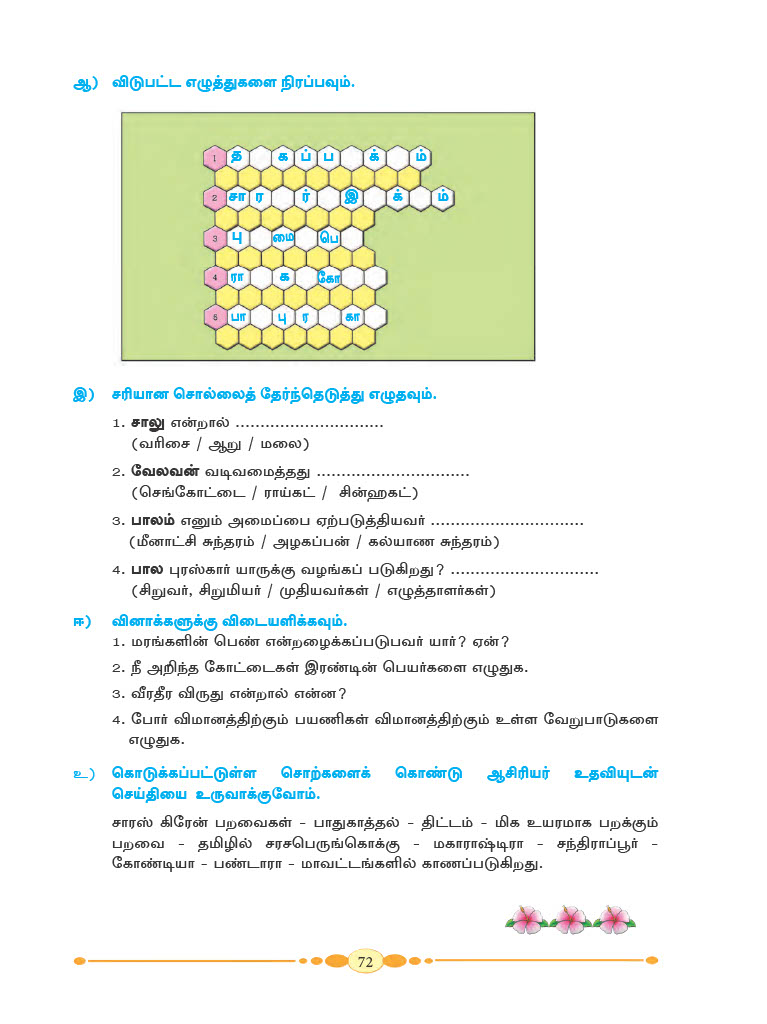 ஆ) விடுபட்ட எழுத்துகளை நிரப்பவும்.
1 த க ப் ப க் ம்
2 சா ர ர் இ க் ம்
3 பு மை பெ
4 ரா க கோ
5 பா பு ர கா
இ) சரியான சொல்லைத் தேர்ந்தெடுத்து எழுதவும்.
1. சாலு என்றால் ..............................
(வரிசை / ஆறு / மலை)
2. வேலவன் வடிவமைத்தது ...............................
(செங்கோட்டை / ராய்கட் / சின்ஹகட்)
3. பாலம் எனும் அமைப்பை ஏற்படுத்தியவர் ...............................
(மீனாட்சி சுந்தரம் / அழகப்பன் / கல்யாண சுந்தரம்)
4. பால புரஸ்கார் யாருக்கு வழங்கப் படுகிறது? ..............................
(சிறுவர், சிறுமியர் / முதியவர்கள் / எழுத்தாளர்கள்)
ஈ) வினாக்களுக்கு விடையளிக்கவும்.
1. மரங்களின் பெண் என்றழைக்கப்படுபவர் யார்? ஏன்?
2. நீ அறிந்த கோட்டைகள் இரண்டின் பெயர்களை எழுதுக.
3. வீரதீர விருது என்றால் என்ன?
4. போர் விமானத்திற்கும் பயணிகள் விமானத்திற்கும் உள்ள வேறுபாடுகளை
எழுதுக.
உ) கொடுக்கப்பட்டுள்ள சொற்களைக் கொண்டு ஆசிரியர் உதவியுடன்
செய்தியை உருவாக்குவோம்.
சாரஸ் கிரேன் பறவைகள் - பாதுகாத்தல் - திட்டம் - மிக உயரமாக பறக்கும்
பறவை - தமிழில் சரசபெருங்கொக்கு - மகாராஷ்டிரா - சந்திராப்பூர் -
கோண்டியா - பண்டாரா - மாவட்டங்களில் காணப்படுகிறது.
72